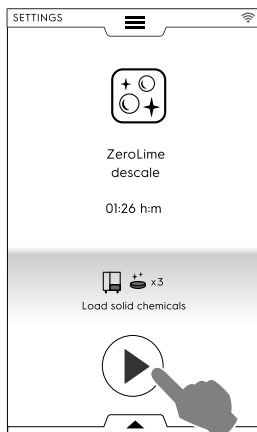 SETTINGS
ZeroLime
descale
01:26 h:m
x3
Load solid chemicals